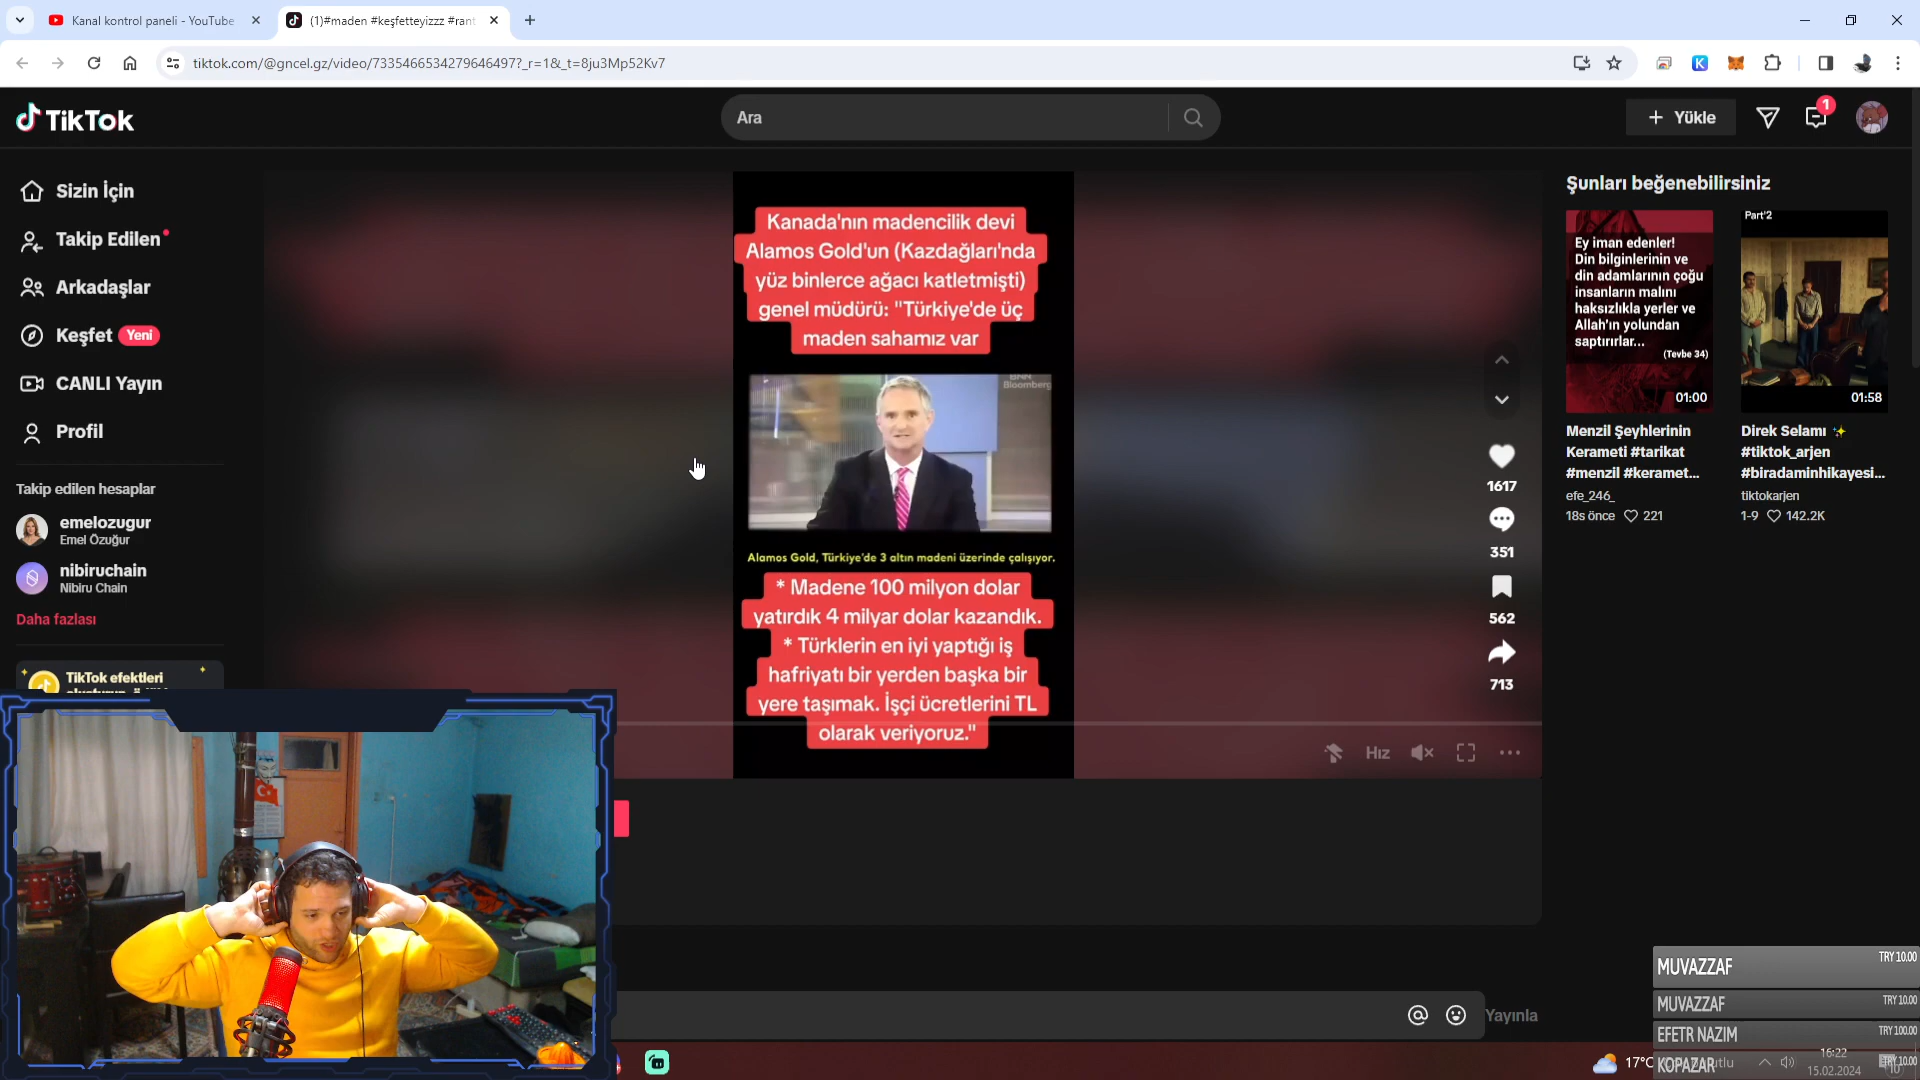 Kanal kontrol paneli - YouTube
(1)#maden #keşfetteyizzz #rant
tiktok.com/@gncel.gz/video/7335466534279646497?_r=1&_t=8ju3Mp52Kv7
TikTok
Ara
Yükle
1
Sizin İçin
Takip Edilen
Arkadaşlar
Keşfet Yeni
CANLI Yayın
Profil
Takip edilen hesaplar
emelozugur
Emel Özuğur
nibiruchain
Nibiru Chain
Daha fazlası
TikTok efektleri
Kanada'nın madencilik devi
Alamos Gold'un (Kazdağları'nda
yüz binlerce ağacı katletmişti)
genel müdürü: "Türkiye'de üç
maden sahamız var
BNN
Bloomberg
Alamos Gold, Türkiye'de 3 altın madeni üzerinde çalışıyor.
* Madene 100 milyon dolar
yatırdık 4 milyar dolar kazandık.
* Türklerin en iyi yaptığı iş
hafriyatı bir yerden başka bir
yere taşımak. İşçi ücretlerini TL
olarak veriyoruz."
1617
351
562
713
Hız
Şunları beğenebilirsiniz
Ey iman edenler!
Din bilginlerinin ve
din adamlarının çoğu
insanların malını
haksızlıkla yerler ve
Allah'ın yolundan
saptırırlar...
(Tevbe 34)
01:00
Menzil Şeyhlerinin
Kerameti #tarikat
#menzil #keramet...
efe_246_
18s önce 221
Part'2
01:58
Direk Selamı
#tiktok_arjen
#biradaminhikayesi...
tiktokarjen
1-9 142.2K
Yayınla
MUVAZZAF TRY 10.00
MUVAZZAF TRY 10.00
EFETR NAZIM TRY 100.00
KOPAZAR TRY 10.00
17°C
16:22
15.02.2024